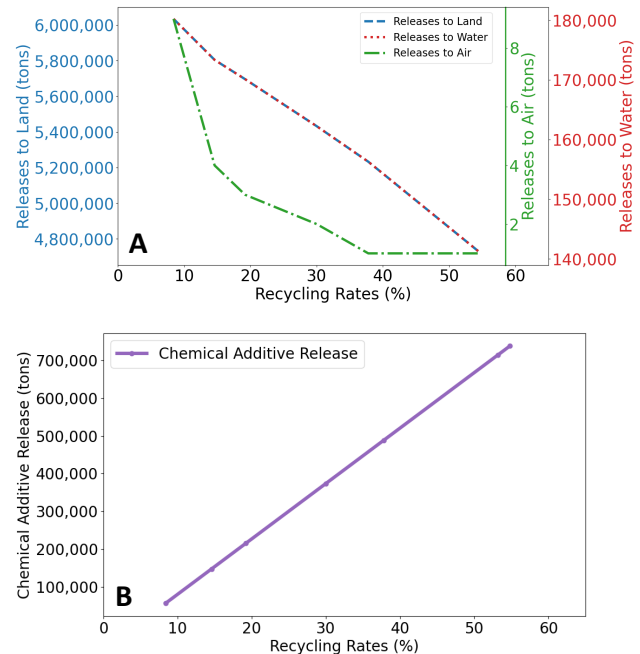 Releases to Land (tons)
6,000,000
5,800,000
5,600,000
5,400,000
5,200,000
5,000,000
4,800,000
Releases to Land
Releases to Water
Releases to Air
8
6
4
2
Releases to Air (tons)
180,000
170,000
160,000
150,000
140,000
Releases to Water (tons)
A
0 10 20 30 40 50 60
Recycling Rates (%)
Chemical Additive Release (tons)
700,000
600,000
500,000
400,000
300,000
200,000
100,000
Chemical Additive Release
B
0 10 20 30 40 50 60
Recycling Rates (%)